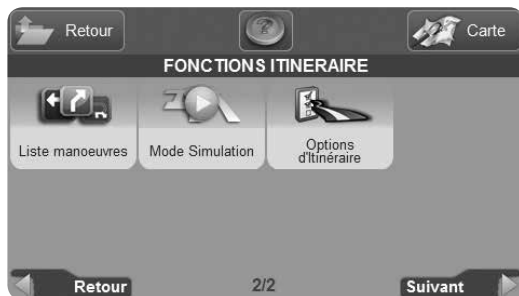 Retour
Carte
FONCTIONS ITINERAIRE
Liste manoeuvres
Mode Simulation
Options
d'Itinéraire
Retour
2/2
Suivant